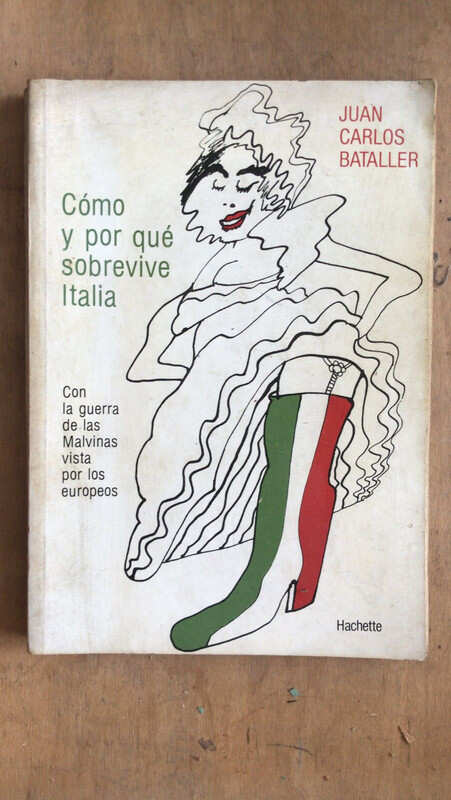 JUAN
CARLOS
BATALLER
Cómo
y por qué
sobrevive
Italia
Con
la guerra
de las
Malvinas
vista
por los
europeos
Hachette